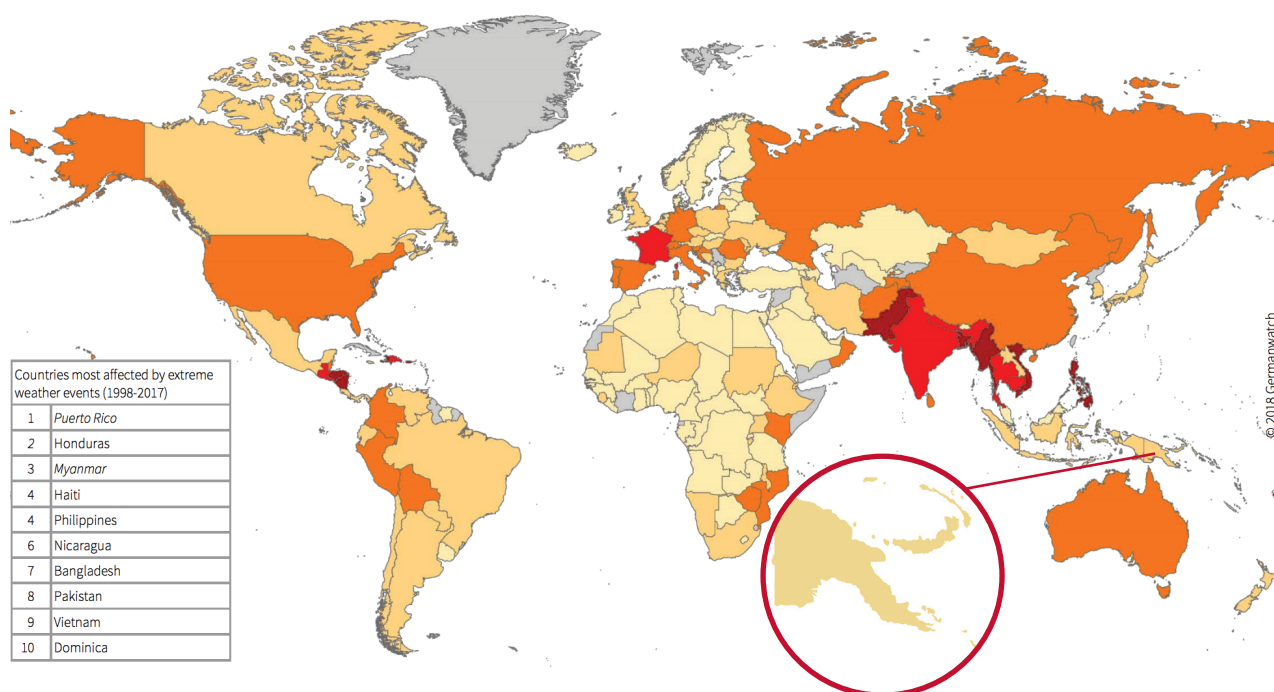 Countries most affected by extreme
weather events (1998-2017)
1 Puerto Rico
2 Honduras
3 Myanmar
4 Haiti
4 Philippines
6 Nicaragua
7 Bangladesh
8 Pakistan
9 Vietnam
10 Dominica
© 2018 Germanwatch